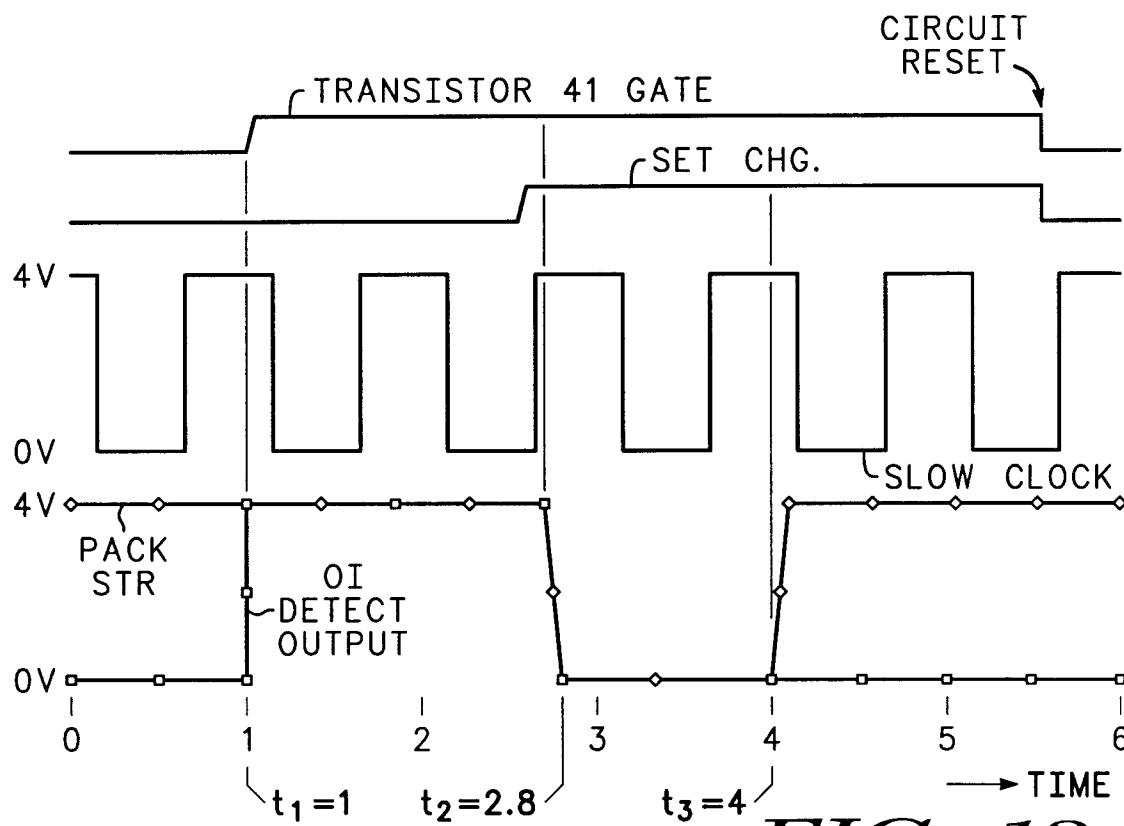 CIRCUIT
RESET
TRANSISTOR 41 GATE
SET CHG.
4V
0V
SLOW CLOCK
4V
PACK
STR
OI
DETECT
OUTPUT
0V
0 1 2 3 4 5 6
t1=1 t2=2.8 t3=4 TIME